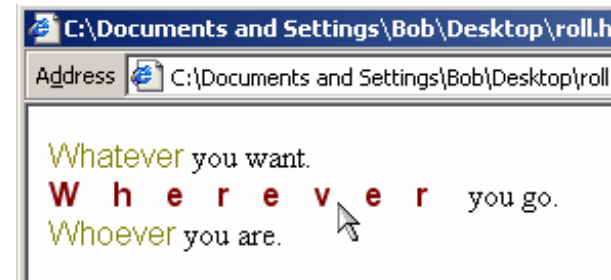 C:\Documents and Settings\Bob\Desktop\roll.h
Address C:\Documents and Settings\Bob\Desktop\roll
Whatever you want.
W h e r e v e r you go.
Whoever you are.